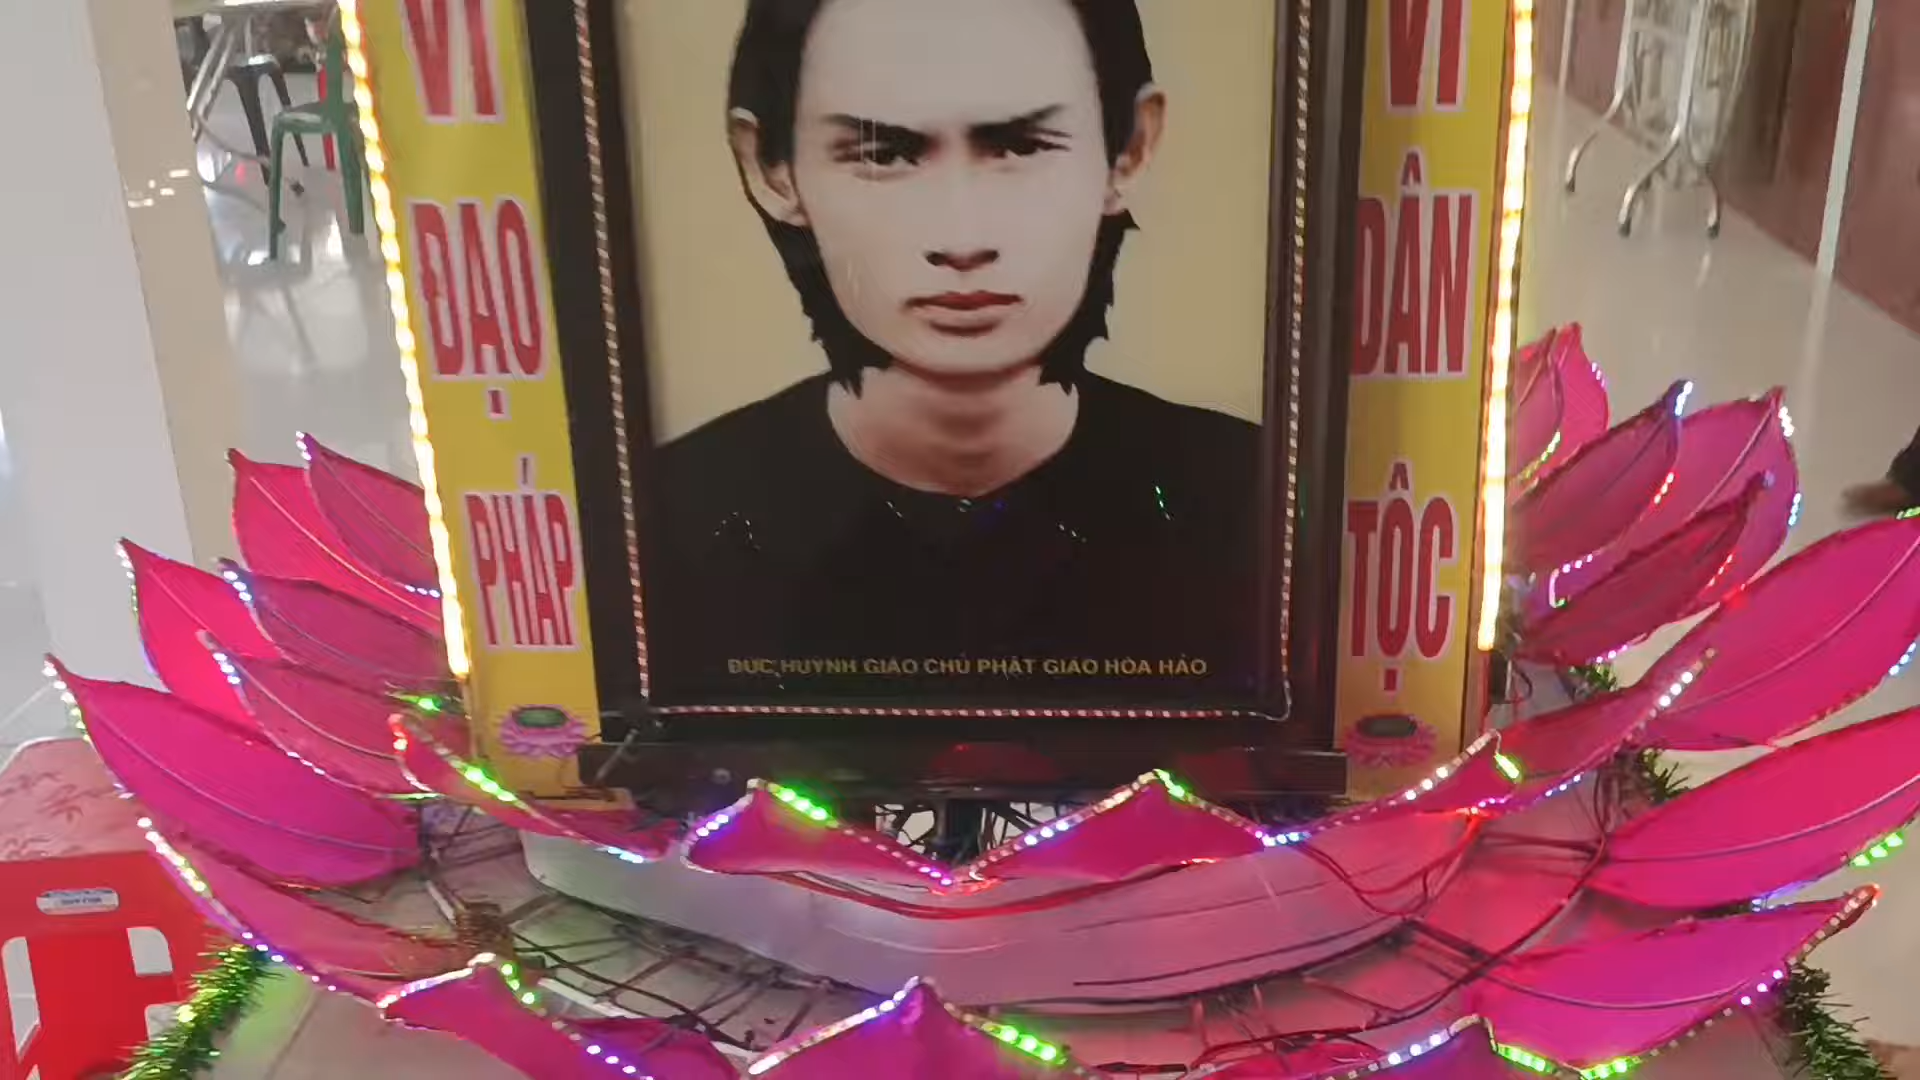 VÌ
ĐẠO
PHÁP
VÌ
DÂN
TỘC
ĐỨC HUỲNH GIÁO CHỦ PHẬT GIÁO HÒA HẢO